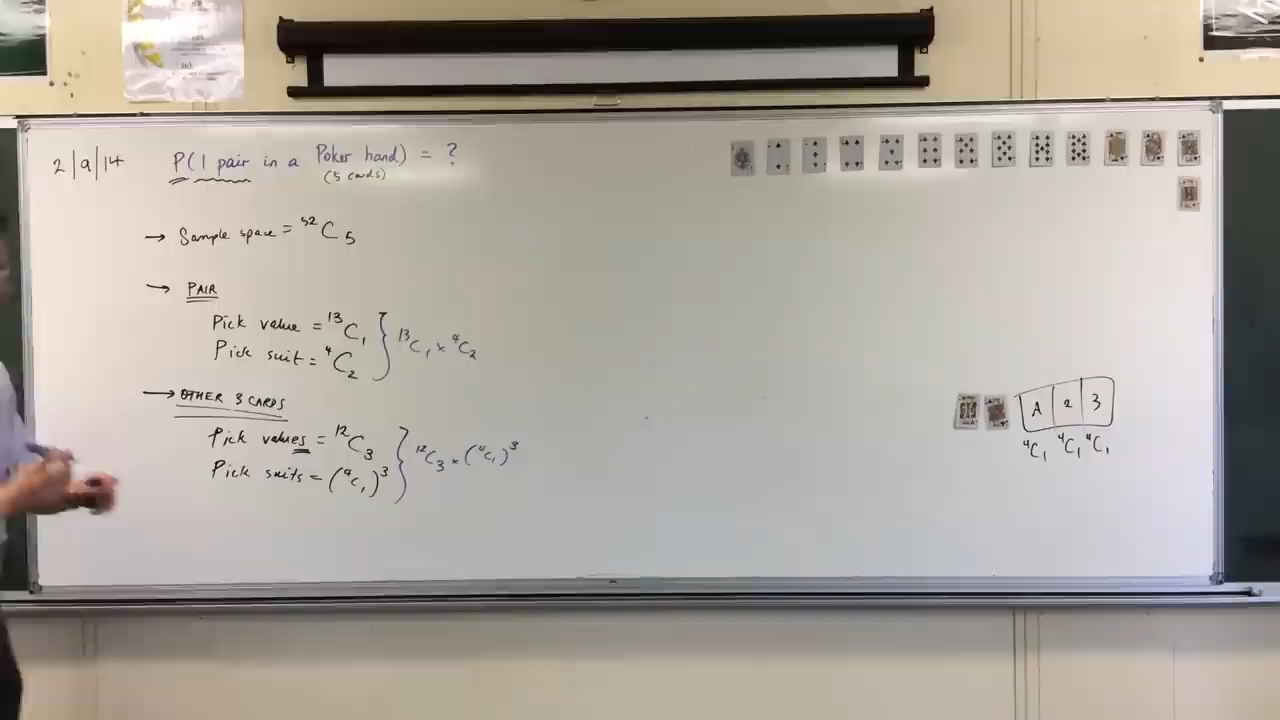 2|9|14 P(1 pair in a Poker hand) = ?
(5 cards)
→ Sample space = ⁵²C₅
→ PAIR
Pick value = ¹³C₁
Pick suit = ⁴C₂
} ¹³C₁ × ⁴C₂
→ OTHER 3 CARDS
Pick values = ¹²C₃
Pick suits = (⁴C₁)³
} ¹²C₃ × (⁴C₁)³
A 2 3
⁴C₁ ⁴C₁ ⁴C₁